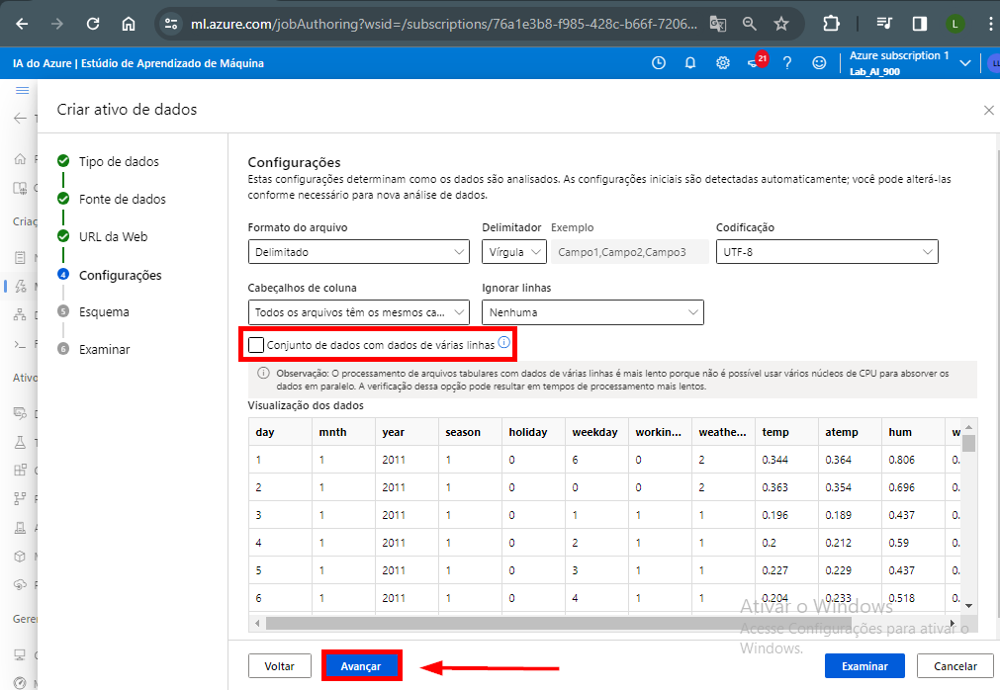 ml.azure.com/jobAuthoring?wsid=/subscriptions/76a1e3b8-f985-428c-b66f-7206...
L
IA do Azure | Estúdio de Aprendizado de Máquina
21
?
Azure subscription 1
Lab_AI_900
Criar ativo de dados
Tipo de dados
Fonte de dados
URL da Web
4 Configurações
5 Esquema
6 Examinar
Criaç
Ativo
Geren
Configurações
Estas configurações determinam como os dados são analisados. As configurações iniciais são detectadas automaticamente; você pode alterá-las
conforme necessário para nova análise de dados.
Formato do arquivo Delimitador Exemplo Codificação
Delimitado Vírgula Campo1,Campo2,Campo3 UTF-8
Cabeçalhos de coluna Ignorar linhas
Todos os arquivos têm os mesmos ca... Nenhuma
Conjunto de dados com dados de várias linhas
Observação: O processamento de arquivos tabulares com dados de várias linhas é mais lento porque não é possível usar vários núcleos de CPU para absorver os
dados em paralelo. A verificação dessa opção pode resultar em tempos de processamento mais lentos.
Visualização dos dados
day mnth year season holiday weekday workin... weathe... temp atemp hum w
1 1 2011 1 0 6 0 2 0.344 0.364 0.806 0.
2 1 2011 1 0 0 0 2 0.363 0.354 0.696 0.
3 1 2011 1 0 1 1 1 0.196 0.189 0.437 0.
4 1 2011 1 0 2 1 1 0.2 0.212 0.59 0.
5 1 2011 1 0 3 1 1 0.227 0.229 0.437 0.
6 1 2011 1 0 4 1 1 0.204 0.233 0.518 0.
Ativar o Windows
Acesse Configurações para ativar o
Windows.
Voltar Avançar Examinar Cancelar